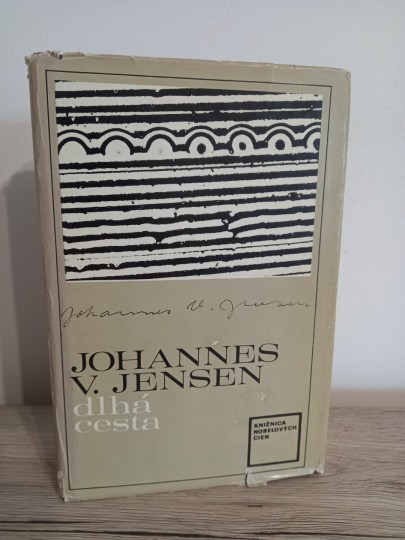 Johannes V. Jensen
JOHANNES
V. JENSEN
dlhá
cesta
KNIŽNICA
NOBELOVÝCH
CIEN